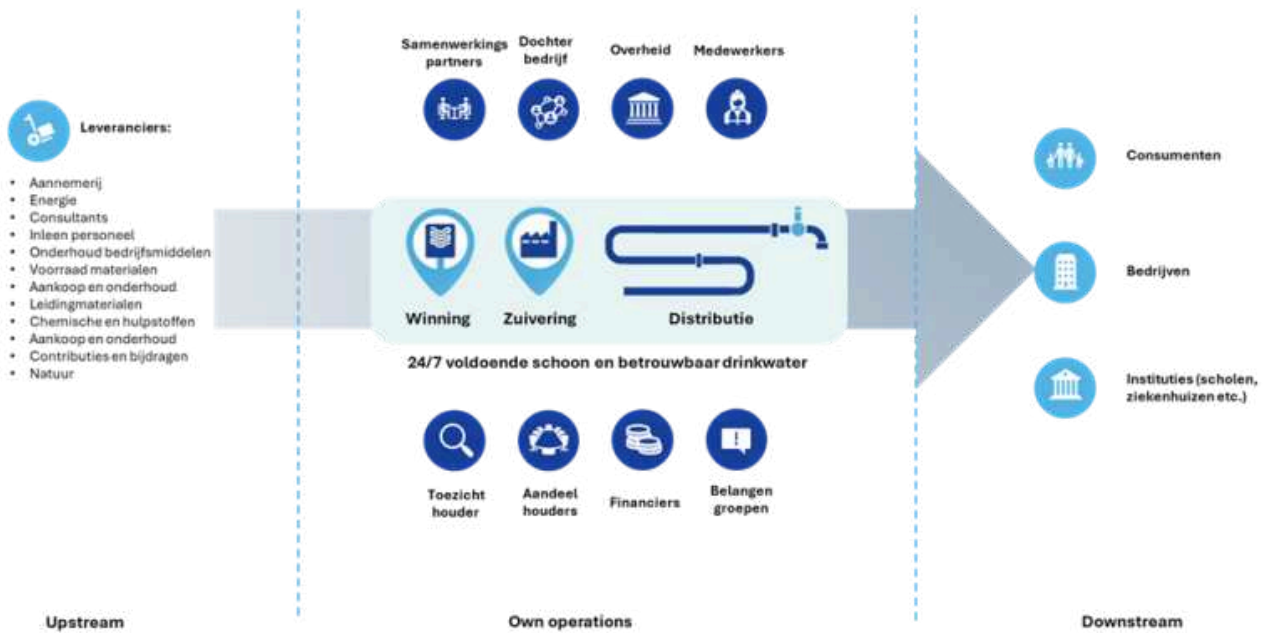 Leveranciers:
• Aannemerij
• Energie
• Consultants
• Inleen personeel
• Onderhoud bedrijfsmiddelen
• Voorraad materialen
• Aankoop en onderhoud
• Leidingmaterialen
• Chemische en hulpstoffen
• Aankoop en onderhoud
• Contributies en bijdragen
• Natuur
Upstream
Samenwerkings
partners
Dochter
bedrijf
Overheid
Medewerkers
Winning
Zuivering
Distributie
24/7 voldoende schoon en betrouwbaar drinkwater
Toezicht
houder
Aandeel
houders
Financiers
Belangen
groepen
Own operations
Consumenten
Bedrijven
Instituties (scholen,
ziekenhuizen etc.)
Downstream